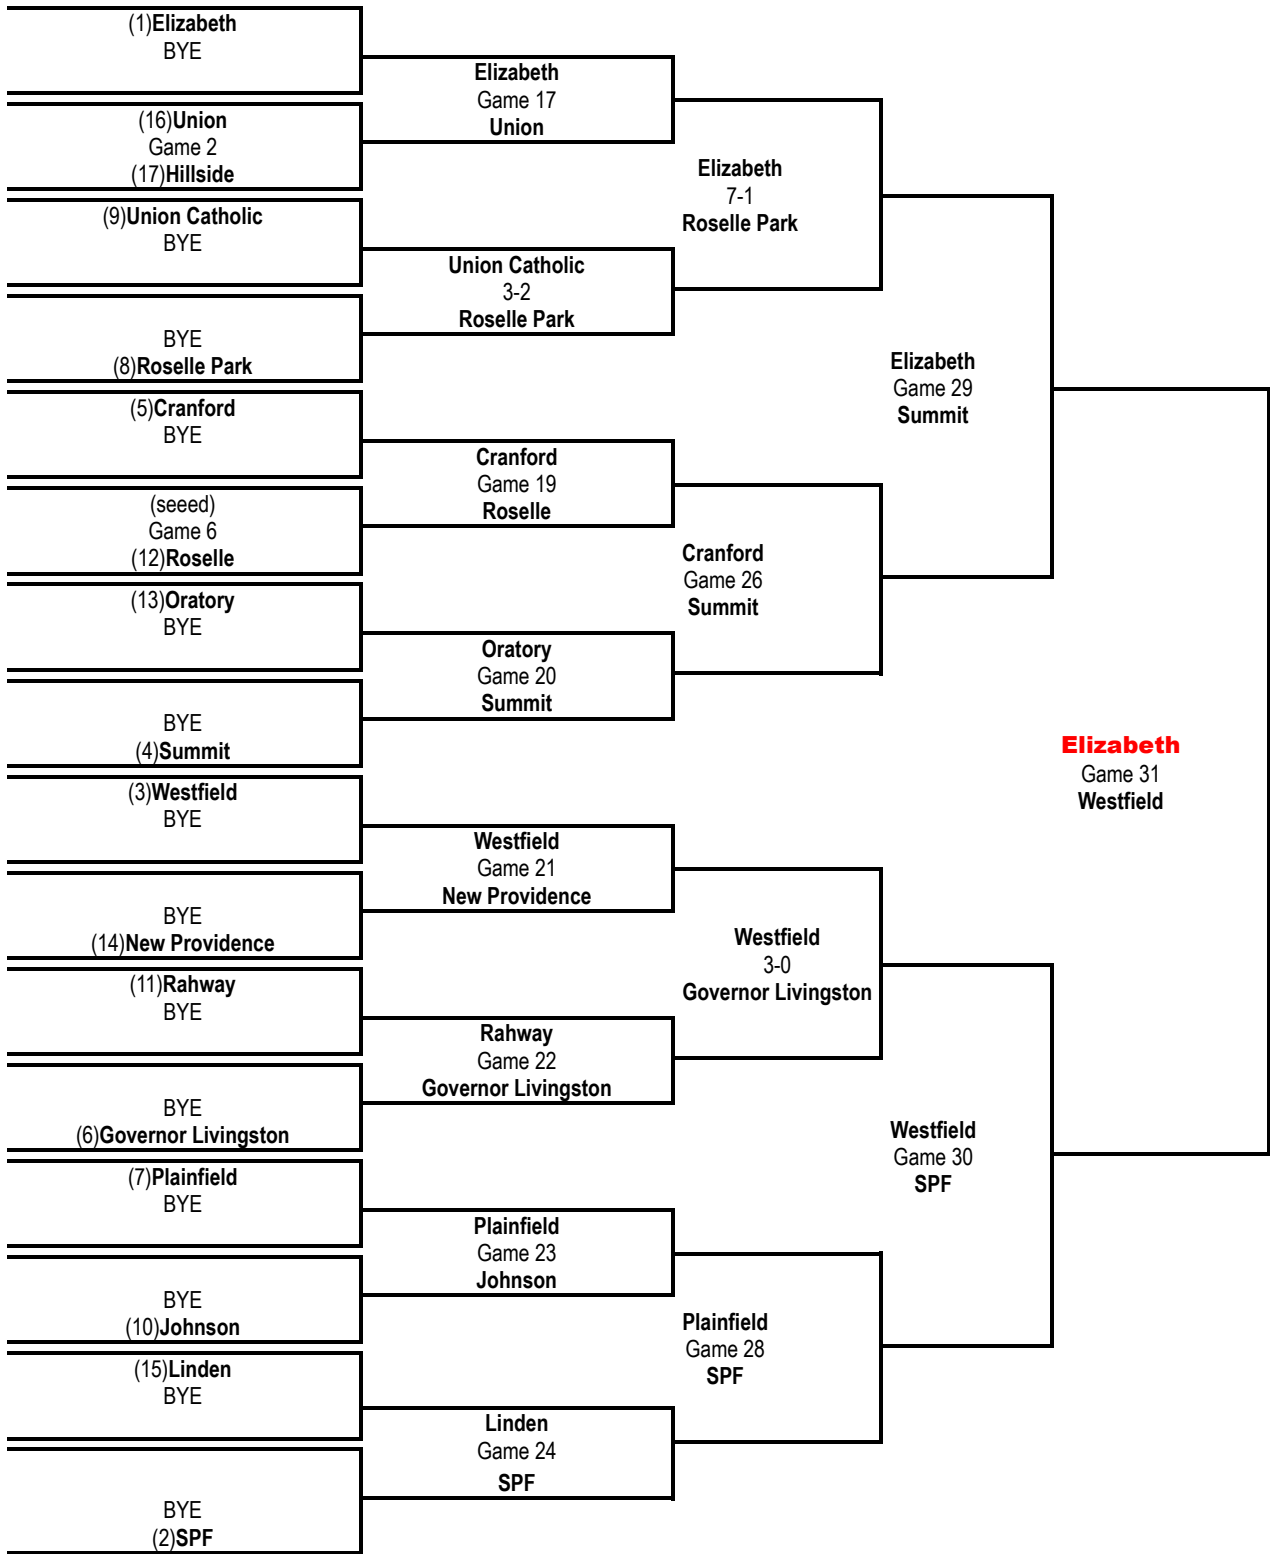 (1)Elizabeth
BYE
(16)Union
Game 2
(17)Hillside
(9)Union Catholic
BYE
BYE
(8)Roselle Park
(5)Cranford
BYE
(seeed)
Game 6
(12)Roselle
(13)Oratory
BYE
BYE
(4)Summit
(3)Westfield
BYE
BYE
(14)New Providence
(11)Rahway
BYE
BYE
(6)Governor Livingston
(7)Plainfield
BYE
BYE
(10)Johnson
(15)Linden
BYE
BYE
(2)SPF
Elizabeth
Game 17
Union
Union Catholic
3-2
Roselle Park
Cranford
Game 19
Roselle
Oratory
Game 20
Summit
Westfield
Game 21
New Providence
Rahway
Game 22
Governor Livingston
Plainfield
Game 23
Johnson
Linden
Game 24
SPF
Elizabeth
7-1
Roselle Park
Cranford
Game 26
Summit
Westfield
3-0
Governor Livingston
Plainfield
Game 28
SPF
Elizabeth
Game 29
Summit
Westfield
Game 30
SPF
Elizabeth
Game 31
Westfield